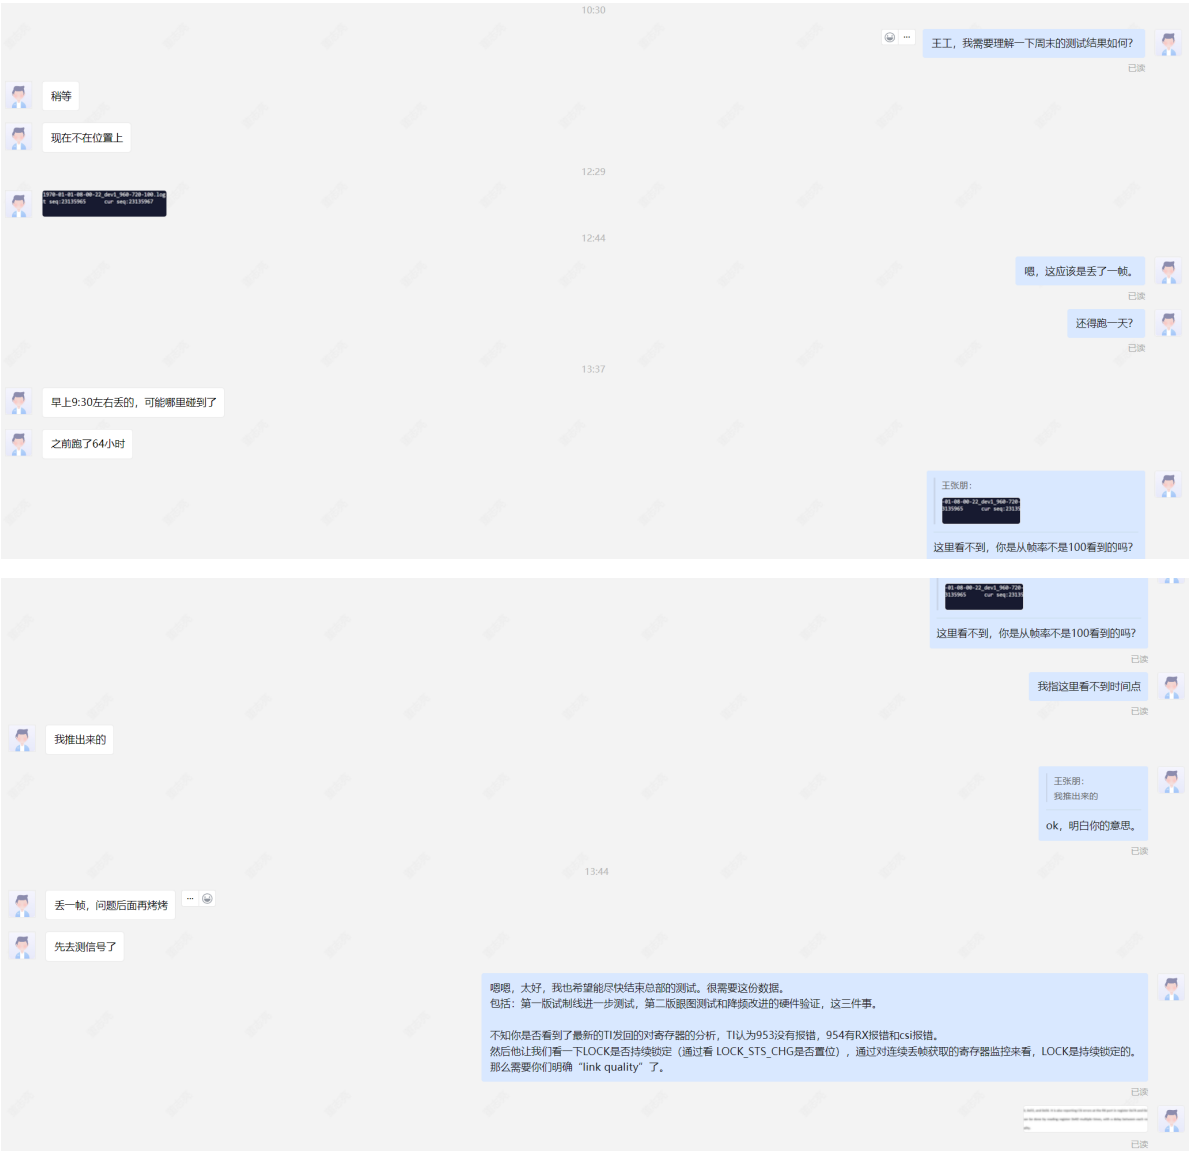 10:30
王工，我需要理解一下周末的测试结果如何？
已读
稍等
现在不在位置上
12:29
1970-01-01-08-00-22_dev1_960-720-100.log
t seq:23135965 cur seq:23135967
12:44
嗯，这应该是丢了一帧。
已读
还得跑一天？
已读
13:37
早上9:30左右丢的，可能哪里碰到了
之前跑了64小时
王张朋：
-01-08-00-22_dev1_960-720-
3135965 cur seq:23135
这里看不到，你是从帧率不是100看到的吗？
-01-08-00-22_dev1_960-720-
3135965 cur seq:23135
这里看不到，你是从帧率不是100看到的吗？
已读
我指这里看不到时间点
已读
我推出来的
王张朋：
我推出来的
ok，明白你的意思。
已读
13:44
丢一帧，问题后面再烤烤
先去测信号了
嗯嗯，太好，我也希望能尽快结束总部的测试。很需要这份数据。
包括：第一版试制线进一步测试，第二版眼图测试和降频改进的硬件验证，这三件事。
不知你是否看到了最新的TI发回的对寄存器的分析，TI认为953没有报错，954有RX报错和csi报错。
然后他让我们看一下LOCK是否持续锁定（通过看 LOCK_STS_CHG是否置位），通过对连续丢帧获取的寄存器监控来看，LOCK是持续锁定的。
那么需要你们明确“link quality”了。
已读
已读